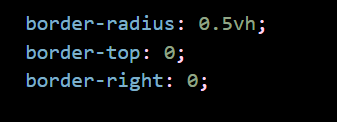 border-radius: 0.5vh;
border-top: 0;
border-right: 0;